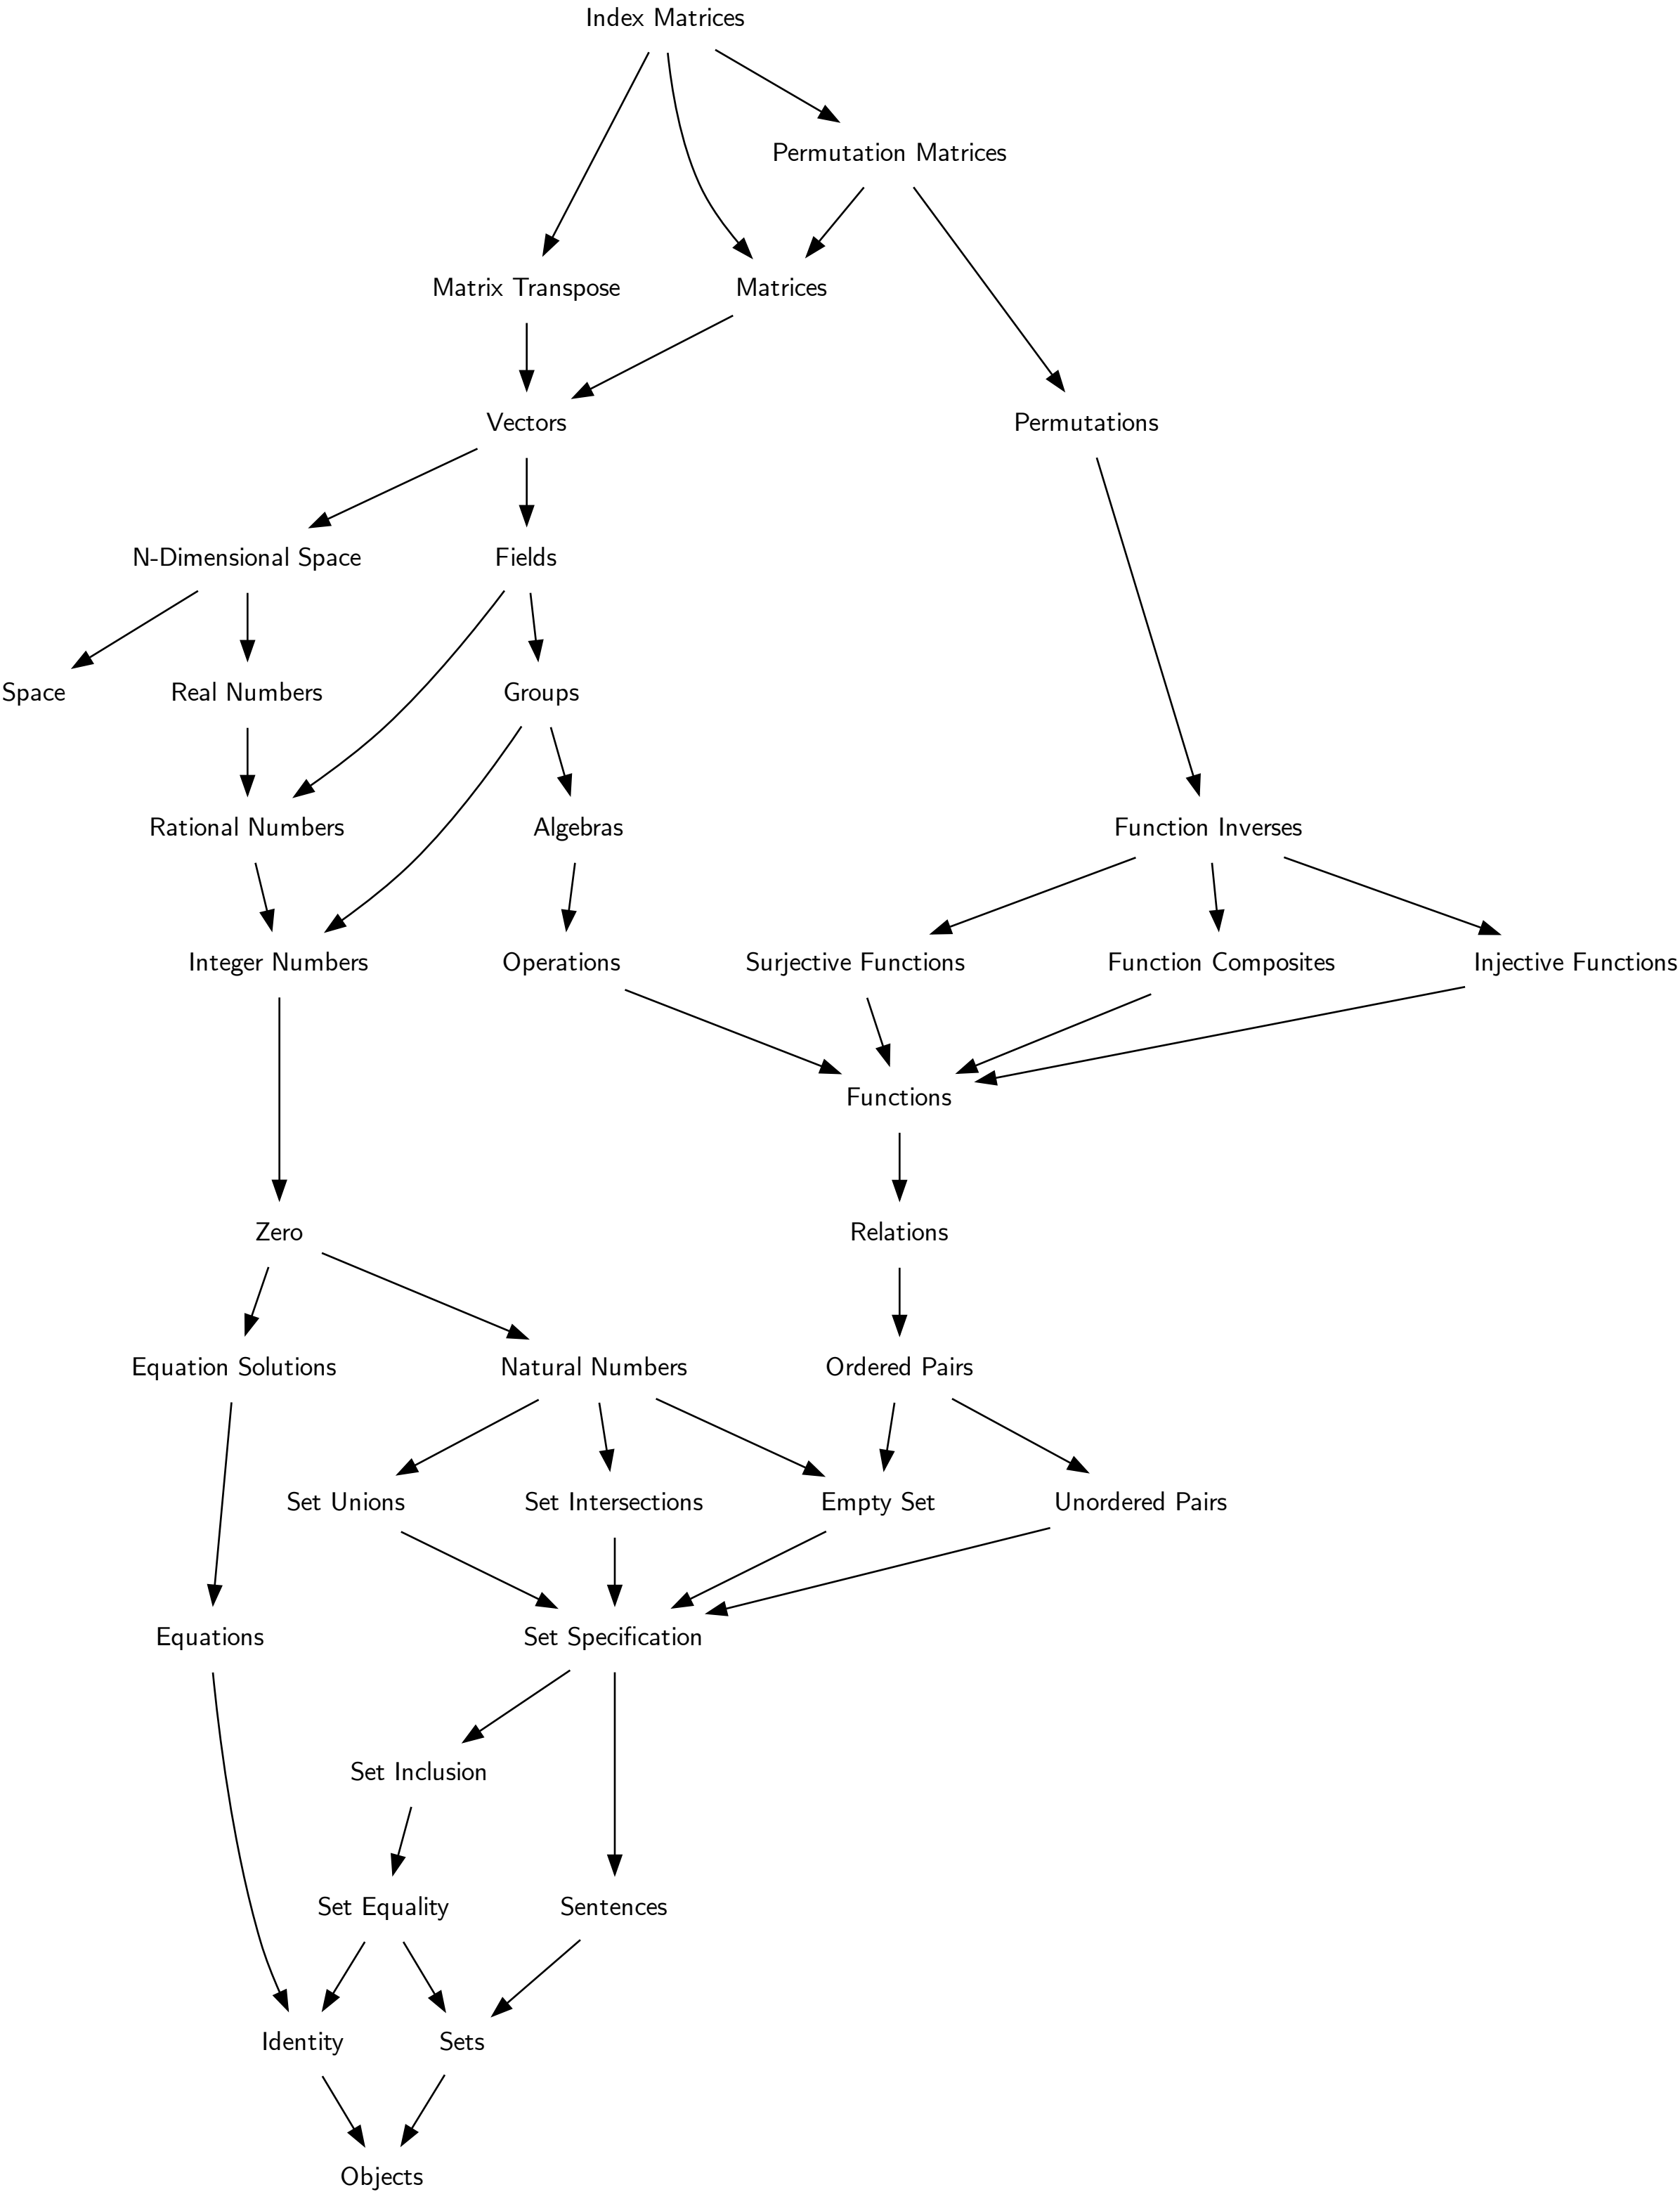 Index Matrices
Permutation Matrices
Matrix Transpose
Matrices
Vectors
Permutations
N-Dimensional Space
Fields
Space
Real Numbers
Groups
Rational Numbers
Algebras
Function Inverses
Integer Numbers
Operations
Surjective Functions
Function Composites
Injective Functions
Functions
Zero
Relations
Equation Solutions
Natural Numbers
Ordered Pairs
Set Unions
Set Intersections
Empty Set
Unordered Pairs
Equations
Set Specification
Set Inclusion
Set Equality
Sentences
Identity
Sets
Objects